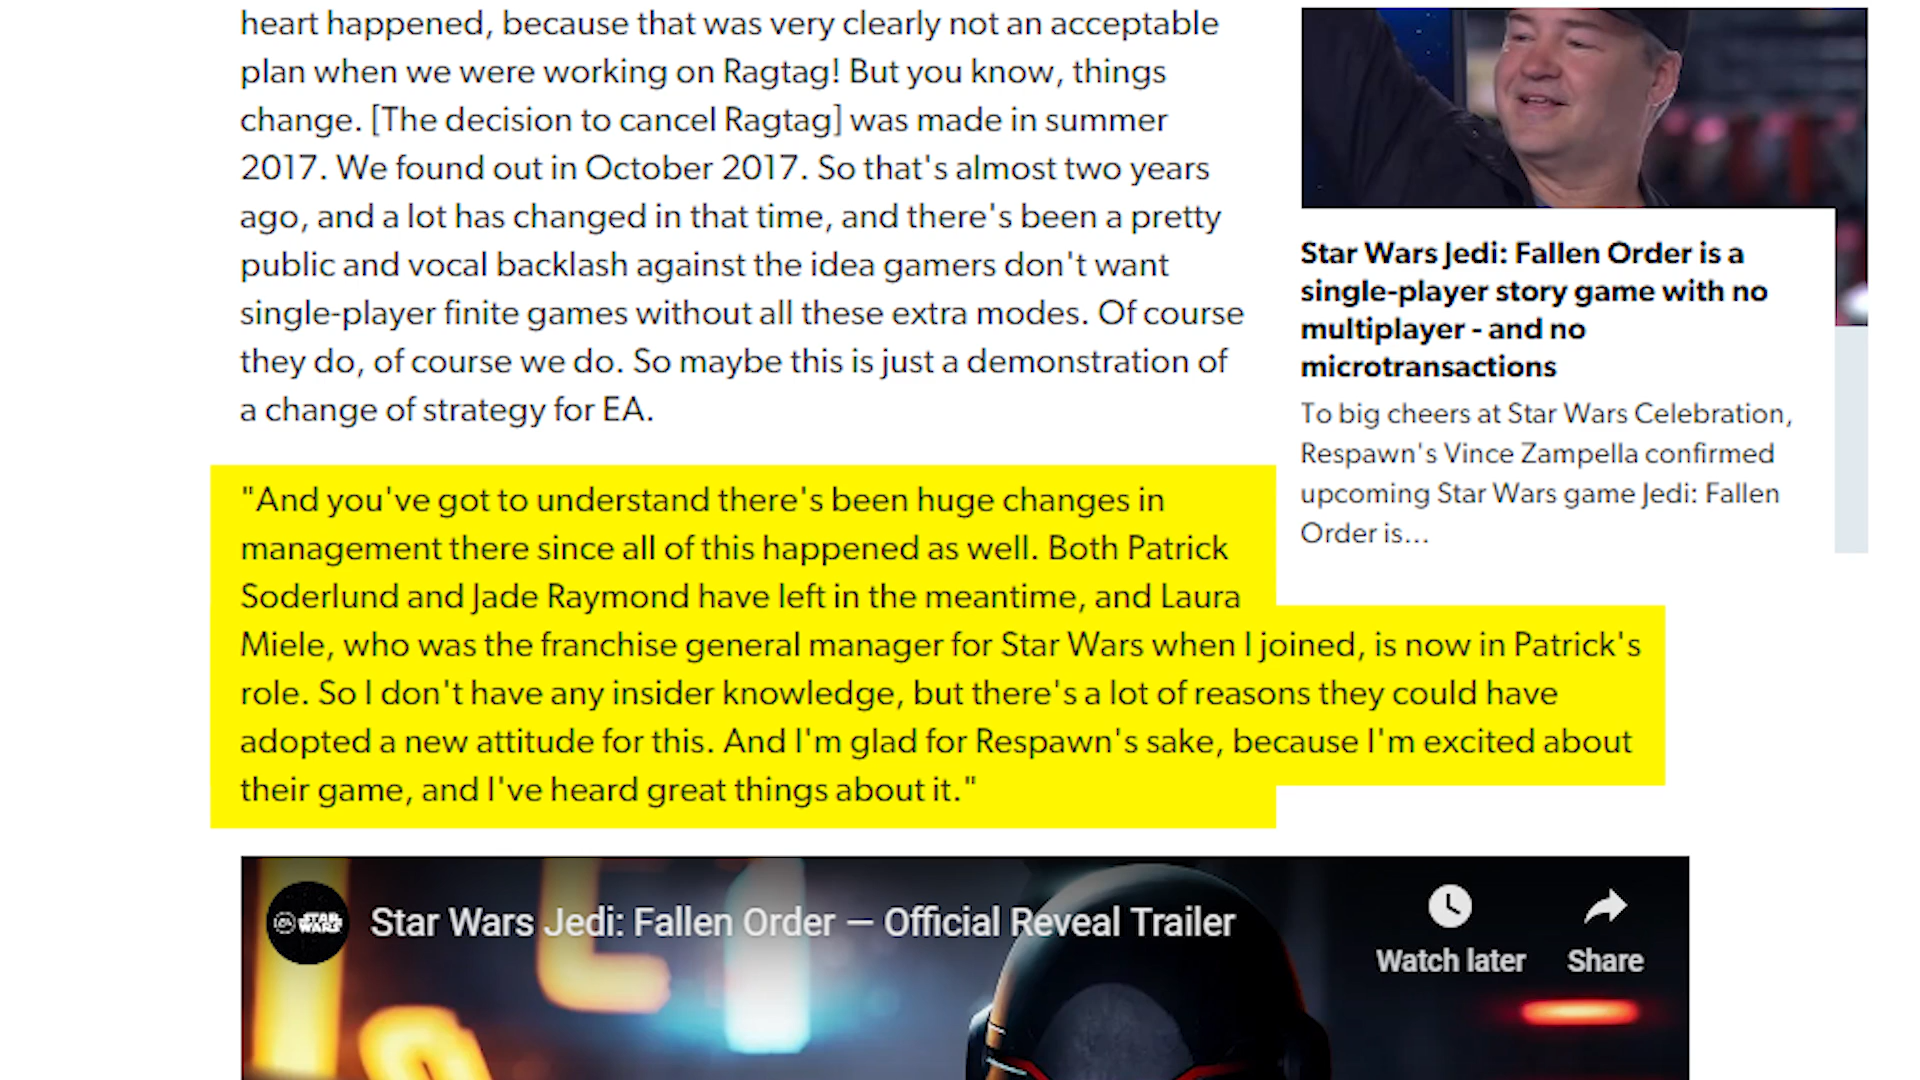 heart happened, because that was very clearly not an acceptable
plan when we were working on Ragtag! But you know, things
change. [The decision to cancel Ragtag] was made in summer
2017. We found out in October 2017. So that's almost two years
ago, and a lot has changed in that time, and there's been a pretty
public and vocal backlash against the idea gamers don't want
single-player finite games without all these extra modes. Of course
they do, of course we do. So maybe this is just a demonstration of
a change of strategy for EA.
"And you've got to understand there's been huge changes in
management there since all of this happened as well. Both Patrick
Soderlund and Jade Raymond have left in the meantime, and Laura
Miele, who was the franchise general manager for Star Wars when I joined, is now in Patrick's
role. So I don't have any insider knowledge, but there's a lot of reasons they could have
adopted a new attitude for this. And I'm glad for Respawn's sake, because I'm excited about
their game, and I've heard great things about it."
Star Wars Jedi: Fallen Order is a
single-player story game with no
multiplayer - and no
microtransactions
To big cheers at Star Wars Celebration,
Respawn's Vince Zampella confirmed
upcoming Star Wars game Jedi: Fallen
Order is...
EA STAR WARS
Star Wars Jedi: Fallen Order — Official Reveal Trailer
Watch later
Share